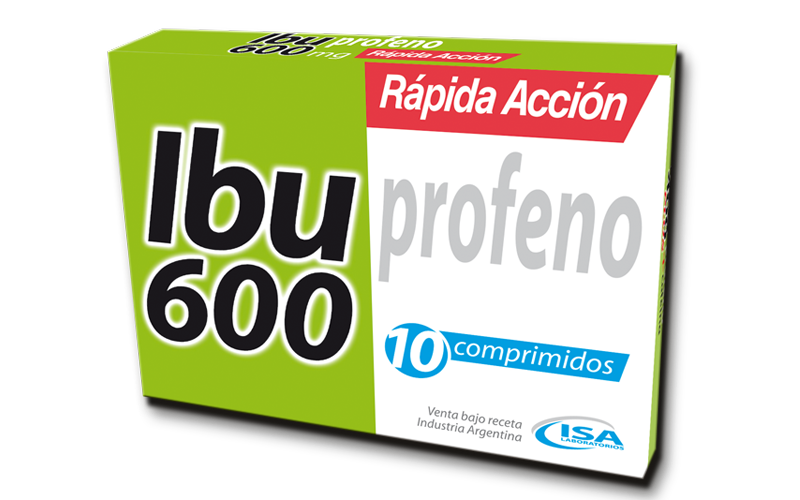 Ibu profeno
600 mg Rápida Acción
Rápida Acción
Ibu profeno
600
10 comprimidos
Venta bajo receta
Industria Argentina
ISA
LABORATORIOS